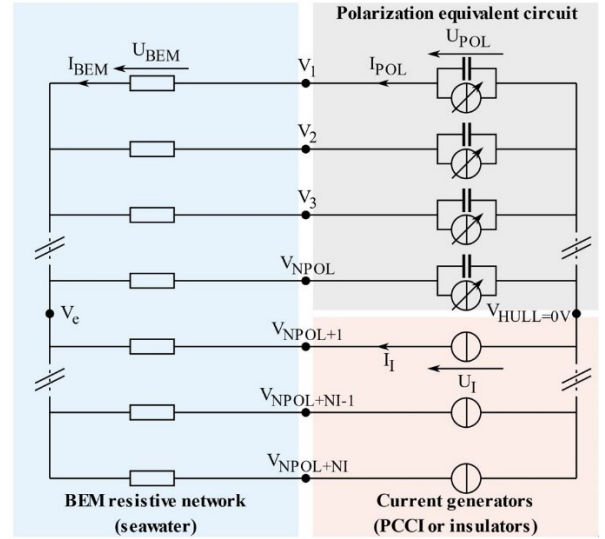 Polarization equivalent circuit
U_BEM
U_POL
I_BEM
V_1
I_POL
V_2
V_3
V_NPOL
V_e
V_HULL=0V
V_NPOL+1
I_I
U_I
V_NPOL+NI-1
V_NPOL+NI
BEM resistive network
(seawater)
Current generators
(PCCI or insulators)